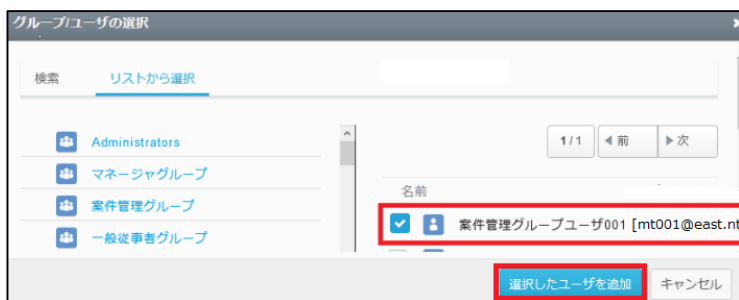 グループ/ユーザの選択
検索 リストから選択
Administrators
マネージャグループ
案件管理グループ
一般従事者グループ
1/1 ◀前 ▶次
名前
案件管理グループユーザ001 [mt001@east.nt
選択したユーザを追加 キャンセル